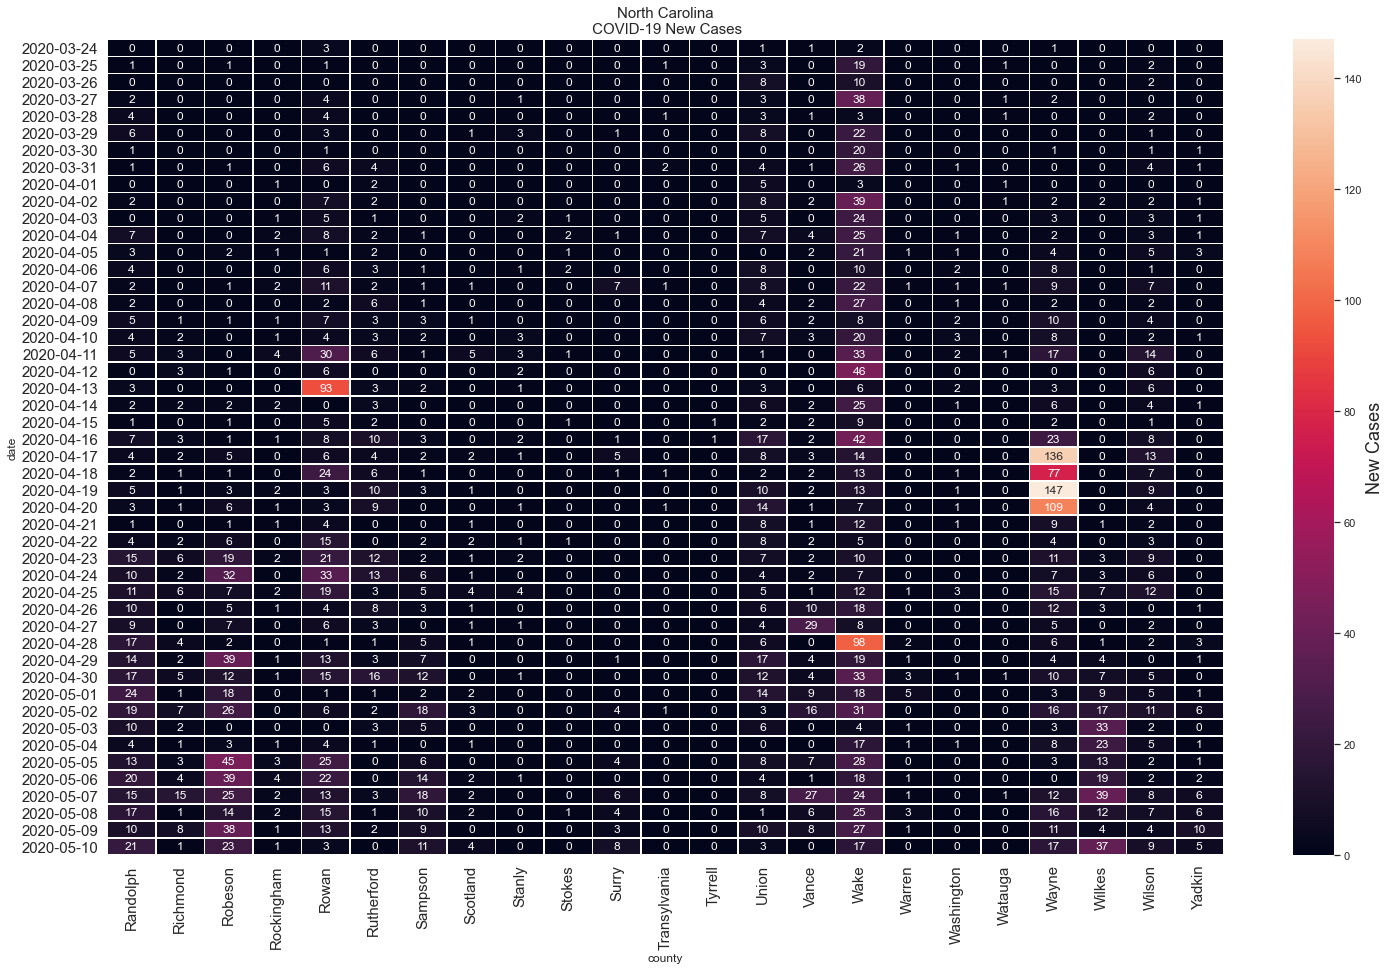 North Carolina
COVID-19 New Cases
2020-03-24 0 0 0 0 3 0 0 0 0 0 0 0 0 1 1 2 0 0 0 1 0 0 0
2020-03-25 1 0 1 0 1 0 0 0 0 0 0 1 0 3 0 19 0 0 1 0 0 2 0
2020-03-26 0 0 0 0 0 0 0 0 0 0 0 0 0 8 0 10 0 0 0 0 0 2 0
2020-03-27 2 0 0 0 4 0 0 0 1 0 0 0 0 3 0 38 0 0 1 2 0 0 0
2020-03-28 4 0 0 0 4 0 0 0 0 0 0 1 0 3 1 3 0 0 1 0 0 2 0
2020-03-29 6 0 0 0 3 0 0 1 3 0 1 0 0 8 0 22 0 0 0 0 0 1 0
2020-03-30 1 0 0 0 1 0 0 0 0 0 0 0 0 0 0 20 0 0 0 1 0 1 1
2020-03-31 1 0 1 0 6 4 0 0 0 0 0 2 0 4 1 26 0 1 0 0 0 4 1
2020-04-01 0 0 0 1 0 2 0 0 0 0 0 0 0 5 0 3 0 0 1 0 0 0 0
2020-04-02 2 0 0 0 7 2 0 0 0 0 0 0 0 8 2 39 0 0 1 2 2 2 1
2020-04-03 0 0 0 1 5 1 0 0 2 1 0 0 0 5 0 24 0 0 0 3 0 3 1
2020-04-04 7 0 0 2 8 2 1 0 0 2 1 0 0 7 4 25 0 1 0 2 0 3 1
2020-04-05 3 0 2 1 1 2 0 0 0 1 0 0 0 0 2 21 1 1 0 4 0 5 3
2020-04-06 4 0 0 0 6 3 1 0 1 2 0 0 0 8 0 10 0 2 0 8 0 1 0
2020-04-07 2 0 1 2 11 2 1 1 0 0 7 1 0 8 0 22 1 1 1 9 0 7 0
2020-04-08 2 0 0 0 2 6 1 0 0 0 0 0 0 4 2 27 0 1 0 2 0 2 0
2020-04-09 5 1 1 1 7 3 3 1 0 0 0 0 0 6 2 8 0 2 0 10 0 4 0
2020-04-10 4 2 0 1 4 3 2 0 3 0 0 0 0 7 3 20 0 3 0 8 0 2 1
2020-04-11 5 3 0 4 30 6 1 5 3 1 0 0 0 1 0 33 0 2 1 17 0 14 0
2020-04-12 0 3 1 0 6 0 0 0 2 0 0 0 0 0 0 46 0 0 0 0 0 6 0
2020-04-13 3 0 0 0 93 3 2 0 1 0 0 0 0 3 0 6 0 2 0 3 0 6 0
2020-04-14 2 2 2 2 0 3 0 0 0 0 0 0 0 6 2 25 0 1 0 6 0 4 1
2020-04-15 1 0 1 0 5 2 0 0 0 1 0 0 1 2 2 9 0 0 0 2 0 1 0
2020-04-16 7 3 1 1 8 10 3 0 2 0 1 0 1 17 2 42 0 0 0 23 0 8 0
2020-04-17 4 2 5 0 6 4 2 2 1 0 5 0 0 8 3 14 0 0 0 136 0 13 0
2020-04-18 2 1 1 0 24 6 1 0 0 0 1 1 0 2 2 13 0 1 0 77 0 7 0
2020-04-19 5 1 3 2 3 10 3 1 0 0 0 0 0 10 2 13 0 1 0 147 0 9 0
2020-04-20 3 1 6 1 3 9 0 0 1 0 0 1 0 14 1 7 0 1 0 109 0 4 0
2020-04-21 1 0 1 1 4 0 0 1 0 0 0 0 0 8 1 12 0 1 0 9 1 2 0
2020-04-22 4 2 6 0 15 0 2 2 1 1 0 0 0 8 2 5 0 0 0 4 0 3 0
2020-04-23 15 6 19 2 21 12 2 1 2 0 0 0 0 7 2 10 0 0 0 11 3 9 0
2020-04-24 10 2 32 0 33 13 6 1 0 0 0 0 0 4 2 7 0 0 0 7 3 6 0
2020-04-25 11 6 7 2 19 3 5 4 4 0 0 0 0 5 1 12 1 3 0 15 7 12 0
2020-04-26 10 0 5 1 4 8 3 1 0 0 0 0 0 6 10 18 0 0 0 12 3 0 1
2020-04-27 9 0 7 0 6 3 0 1 1 0 0 0 0 4 29 8 0 0 0 5 0 2 0
2020-04-28 17 4 2 0 1 1 5 1 0 0 0 0 0 6 0 98 2 0 0 6 1 2 3
2020-04-29 14 2 39 1 13 3 7 0 0 0 1 0 0 17 4 19 1 0 0 4 4 0 1
2020-04-30 17 5 12 1 15 16 12 0 1 0 0 0 0 12 4 33 3 1 1 10 7 5 0
2020-05-01 24 1 18 0 1 1 2 2 0 0 0 0 0 14 9 18 5 0 0 3 9 5 1
2020-05-02 19 7 26 0 6 2 18 3 0 0 4 1 0 3 16 31 0 0 0 16 17 11 6
2020-05-03 10 2 0 0 0 3 5 0 0 0 0 0 0 6 0 4 1 0 0 3 33 2 0
2020-05-04 4 1 3 1 4 1 0 1 0 0 0 0 0 0 0 17 1 1 0 8 23 5 1
2020-05-05 13 3 45 3 25 0 6 0 0 0 4 0 0 8 7 28 0 0 0 3 13 2 1
2020-05-06 20 4 39 4 22 0 14 2 1 0 0 0 0 4 1 18 1 0 0 0 19 2 2
2020-05-07 15 15 25 2 13 3 18 2 0 0 6 0 0 8 27 24 1 0 1 12 39 8 6
2020-05-08 17 1 14 2 15 1 10 2 0 1 4 0 0 1 6 25 3 0 0 16 12 7 6
2020-05-09 10 8 38 1 13 2 9 0 0 0 3 0 0 10 8 27 1 0 0 11 4 4 10
2020-05-10 21 1 23 1 3 0 11 4 0 0 8 0 0 3 0 17 0 0 0 17 37 9 5
date
Randolph Richmond Robeson Rockingham Rowan Rutherford Sampson Scotland Stanly Stokes Surry Transylvania Tyrrell Union Vance Wake Warren Washington Watauga Wayne Wilkes Wilson Yadkin
county
140
120
100
80
60
40
20
0
New Cases